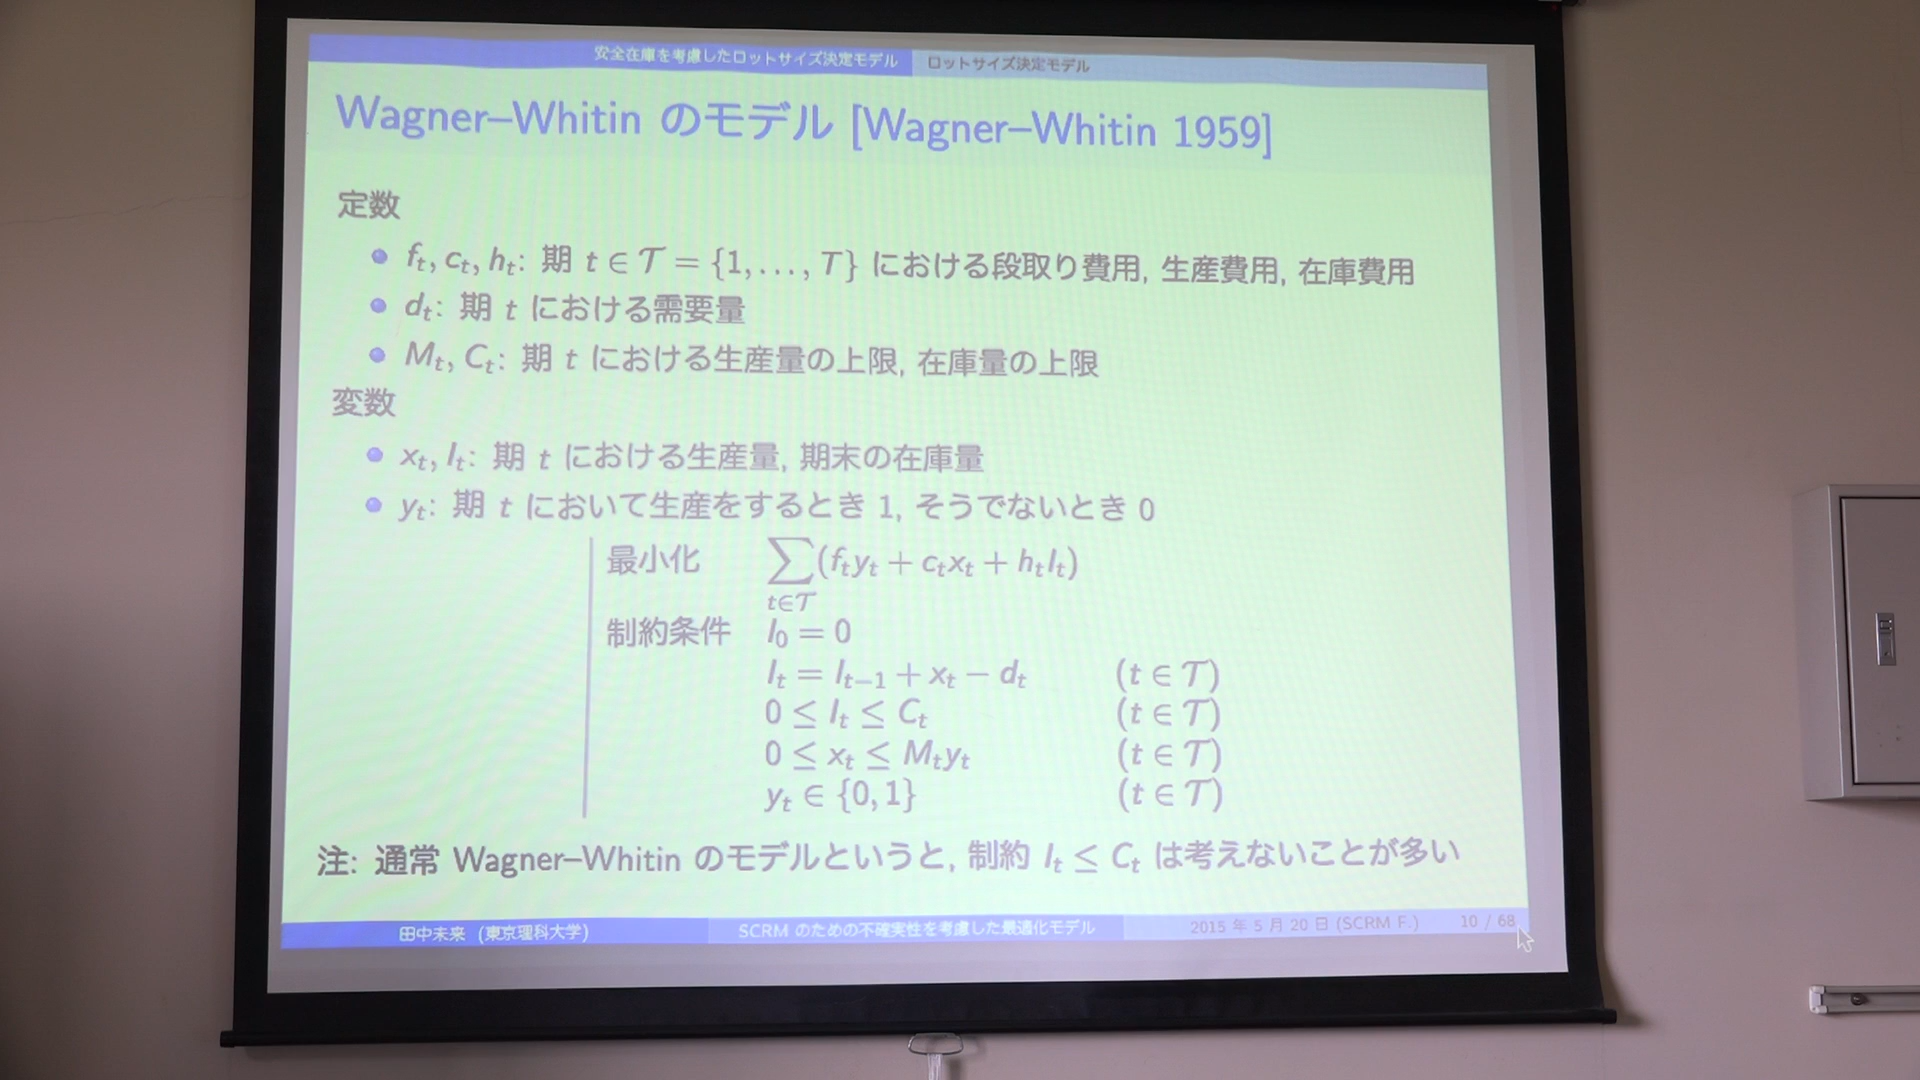 安全在庫を考慮したロットサイズ決定モデル ロットサイズ決定モデル
Wagner–Whitin のモデル [Wagner–Whitin 1959]
定数
f_t, c_t, h_t: 期 t ∈ 𝒯 = {1, . . . , T} における段取り費用, 生産費用, 在庫費用
d_t: 期 t における需要量
M_t, C_t: 期 t における生産量の上限, 在庫量の上限
変数
x_t, I_t: 期 t における生産量, 期末の在庫量
y_t: 期 t において生産をするとき 1, そうでないとき 0
最小化 ∑_{t∈𝒯} (f_t y_t + c_t x_t + h_t I_t)
制約条件 I_0 = 0
I_t = I_{t−1} + x_t − d_t (t ∈ 𝒯)
0 ≤ I_t ≤ C_t (t ∈ 𝒯)
0 ≤ x_t ≤ M_t y_t (t ∈ 𝒯)
y_t ∈ {0, 1} (t ∈ 𝒯)
注: 通常 Wagner–Whitin のモデルというと, 制約 I_t ≤ C_t は考えないことが多い
田中未来 (東京理科大学) SCRM のための不確実性を考慮した最適化モデル 2015 年 5 月 20 日 (SCRM F.) 10 / 68